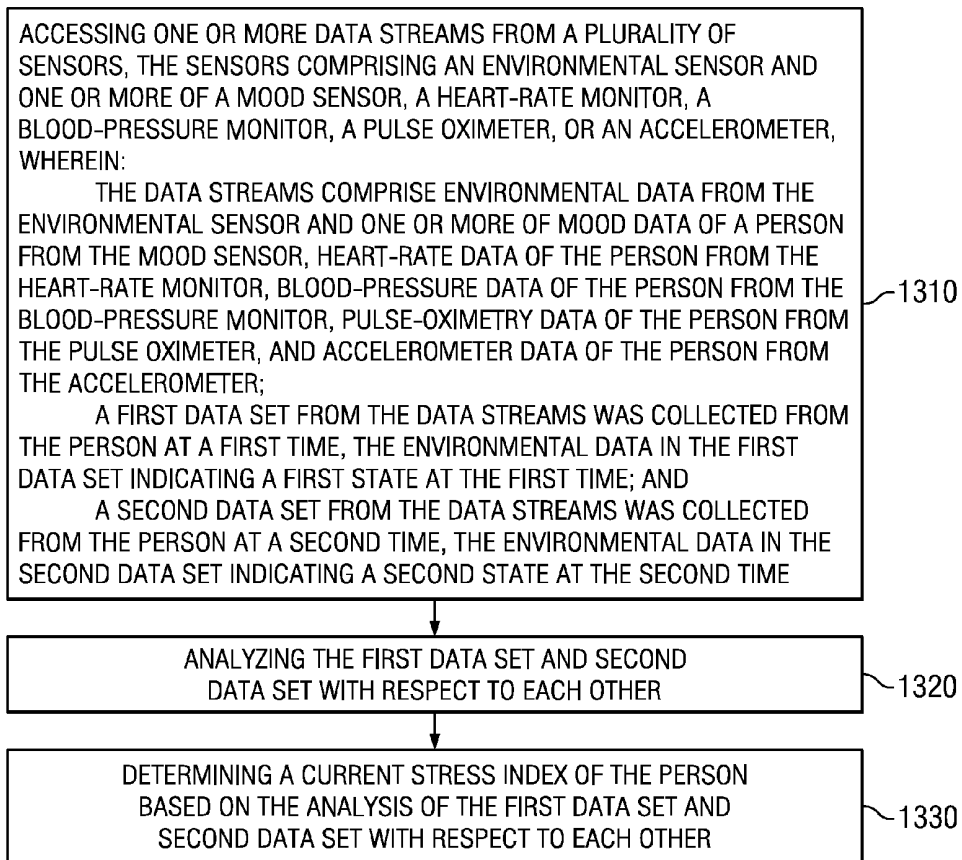 ACCESSING ONE OR MORE DATA STREAMS FROM A PLURALITY OF
SENSORS, THE SENSORS COMPRISING AN ENVIRONMENTAL SENSOR AND
ONE OR MORE OF A MOOD SENSOR, A HEART-RATE MONITOR, A
BLOOD-PRESSURE MONITOR, A PULSE OXIMETER, OR AN ACCELEROMETER,
WHEREIN:
THE DATA STREAMS COMPRISE ENVIRONMENTAL DATA FROM THE
ENVIRONMENTAL SENSOR AND ONE OR MORE OF MOOD DATA OF A PERSON
FROM THE MOOD SENSOR, HEART-RATE DATA OF THE PERSON FROM THE
HEART-RATE MONITOR, BLOOD-PRESSURE DATA OF THE PERSON FROM THE
BLOOD-PRESSURE MONITOR, PULSE-OXIMETRY DATA OF THE PERSON FROM
THE PULSE OXIMETER, AND ACCELEROMETER DATA OF THE PERSON FROM
THE ACCELEROMETER;
A FIRST DATA SET FROM THE DATA STREAMS WAS COLLECTED FROM
THE PERSON AT A FIRST TIME, THE ENVIRONMENTAL DATA IN THE FIRST
DATA SET INDICATING A FIRST STATE AT THE FIRST TIME; AND
A SECOND DATA SET FROM THE DATA STREAMS WAS COLLECTED
FROM THE PERSON AT A SECOND TIME, THE ENVIRONMENTAL DATA IN THE
SECOND DATA SET INDICATING A SECOND STATE AT THE SECOND TIME
1310
ANALYZING THE FIRST DATA SET AND SECOND
DATA SET WITH RESPECT TO EACH OTHER
1320
DETERMINING A CURRENT STRESS INDEX OF THE PERSON
BASED ON THE ANALYSIS OF THE FIRST DATA SET AND
SECOND DATA SET WITH RESPECT TO EACH OTHER
1330